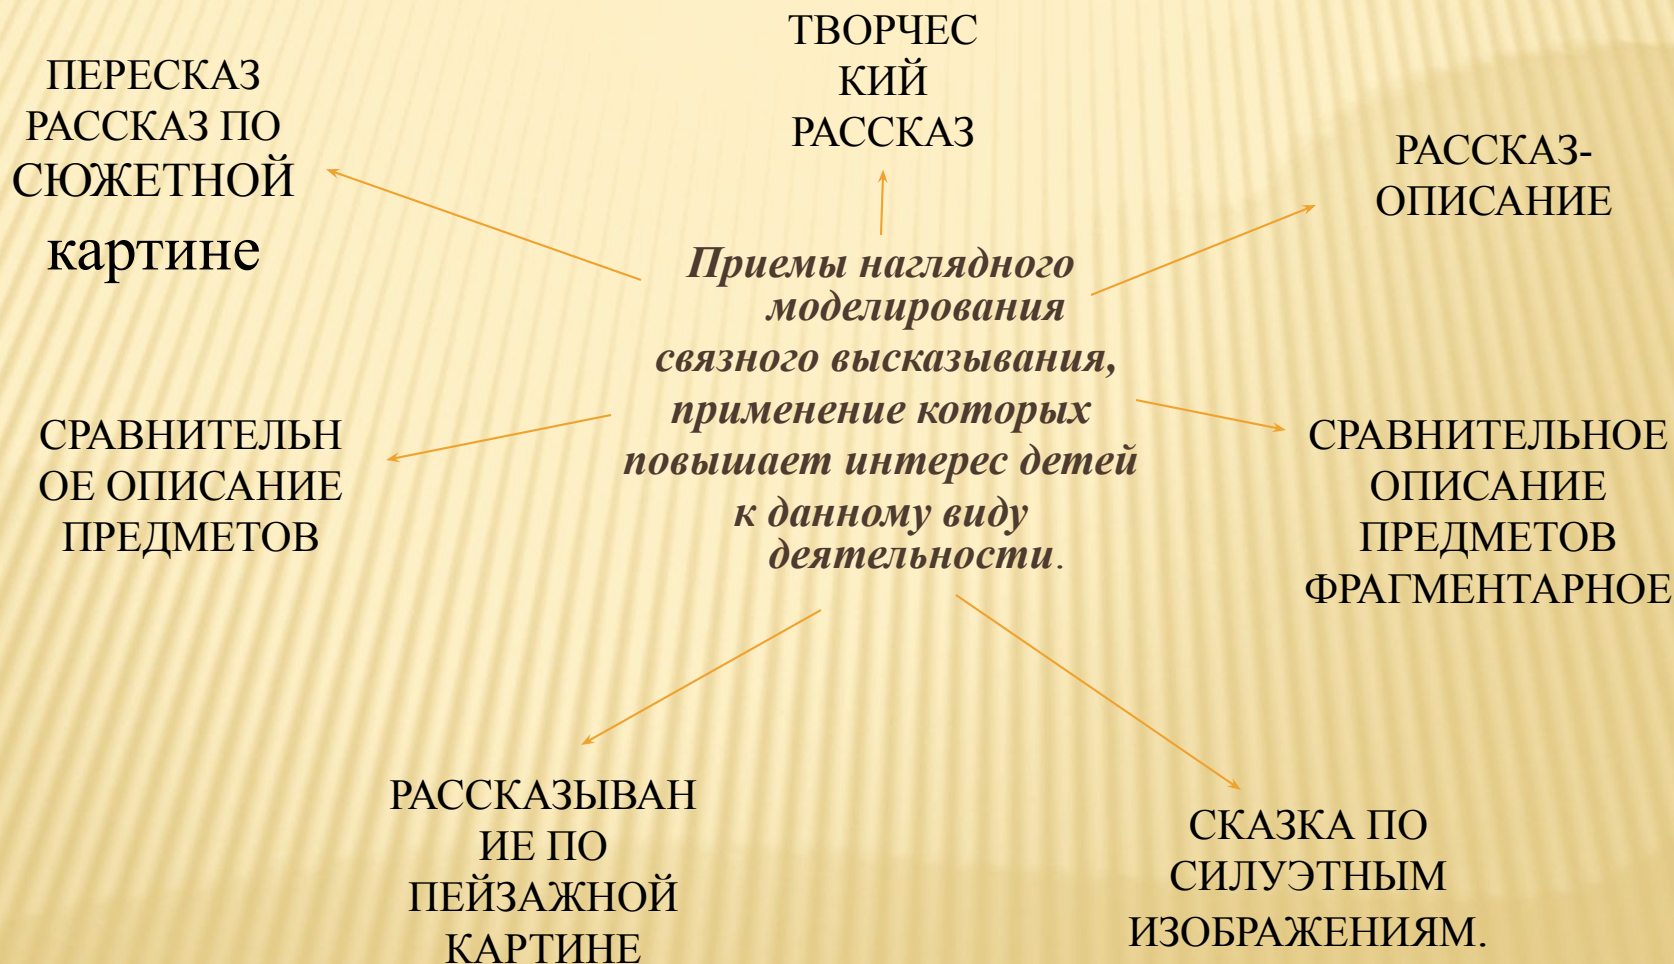 ТВОРЧЕС
КИЙ
РАССКАЗ
ПЕРЕСКАЗ
РАССКАЗ ПО
СЮЖЕТНОЙ
картине
РАССКАЗ-
ОПИСАНИЕ
Приемы наглядного
моделирования
связного высказывания,
применение которых
повышает интерес детей
к данному виду
деятельности.
СРАВНИТЕЛЬН
ОЕ ОПИСАНИЕ
ПРЕДМЕТОВ
СРАВНИТЕЛЬНОЕ
ОПИСАНИЕ
ПРЕДМЕТОВ
ФРАГМЕНТАРНОЕ
РАССКАЗЫВАН
ИЕ ПО
ПЕЙЗАЖНОЙ
КАРТИНЕ
СКАЗКА ПО
СИЛУЭТНЫМ
ИЗОБРАЖЕНИЯМ.